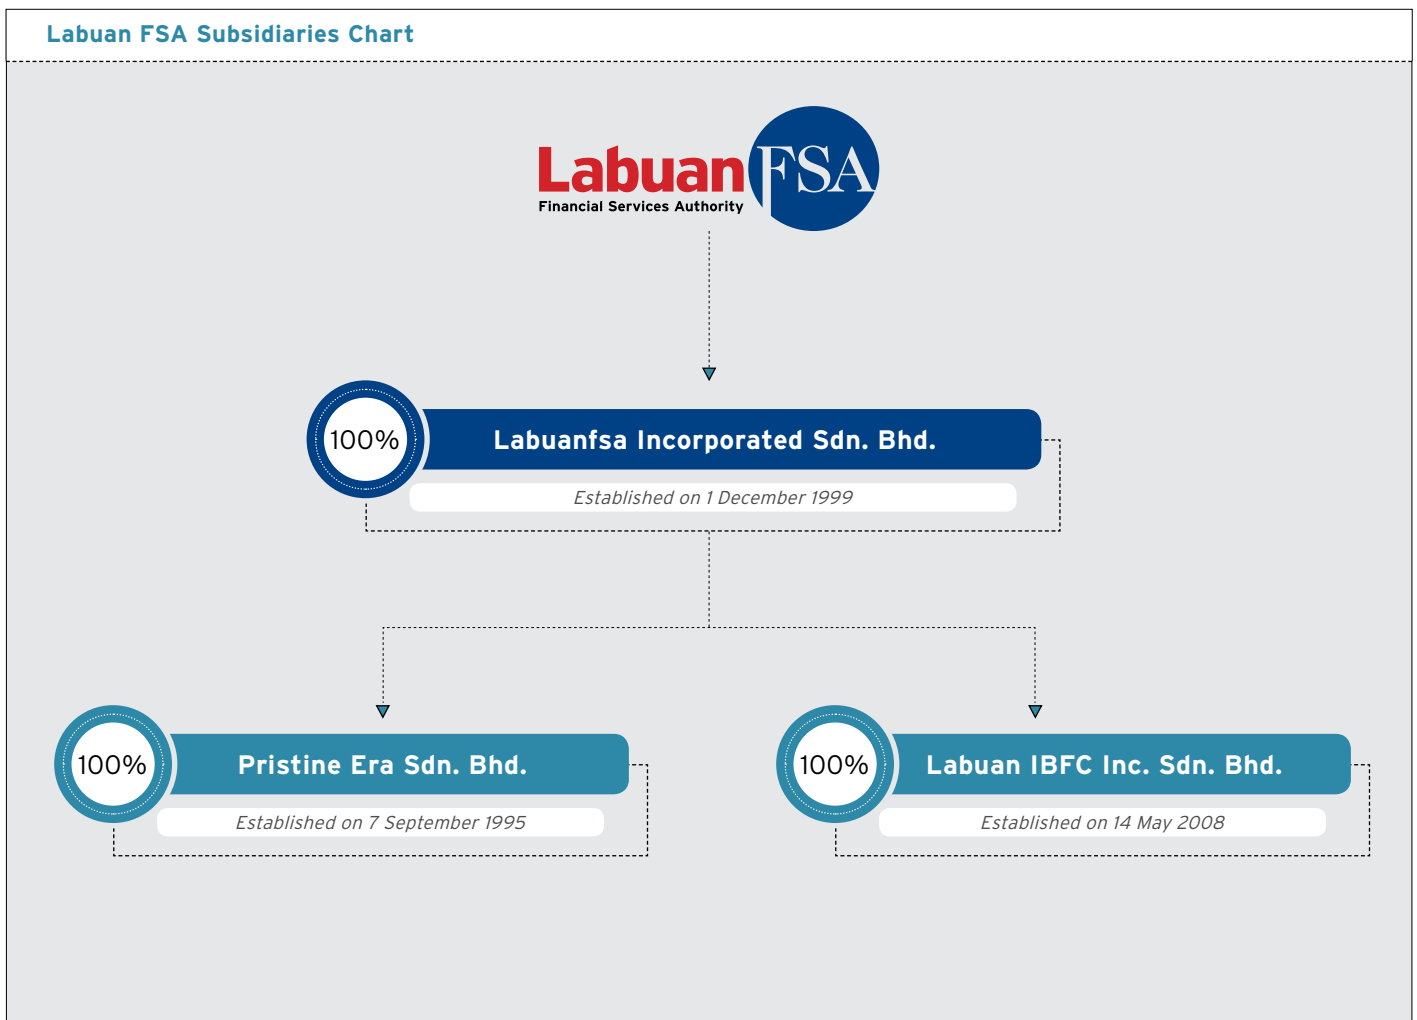 Labuan FSA Subsidiaries Chart
Labuan FSA
Financial Services Authority
100%
Labuanfsa Incorporated Sdn. Bhd.
Established on 1 December 1999
100%
Pristine Era Sdn. Bhd.
Established on 7 September 1995
100%
Labuan IBFC Inc. Sdn. Bhd.
Established on 14 May 2008